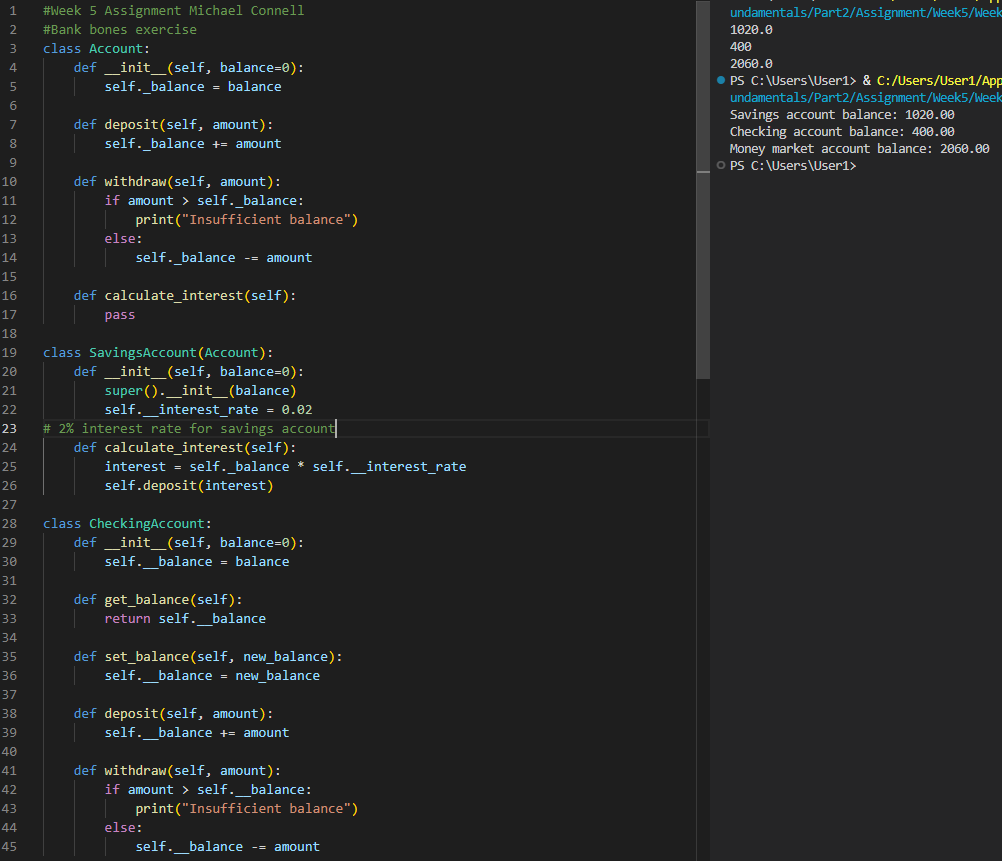 1 #Week 5 Assignment Michael Connell
2 #Bank bones exercise
3 class Account:
4     def __init__(self, balance=0):
5         self._balance = balance
6
7     def deposit(self, amount):
8         self._balance += amount
9
10     def withdraw(self, amount):
11         if amount > self._balance:
12             print("Insufficient balance")
13         else:
14             self._balance -= amount
15
16     def calculate_interest(self):
17         pass
18
19 class SavingsAccount(Account):
20     def __init__(self, balance=0):
21         super().__init__(balance)
22         self.__interest_rate = 0.02
23 # 2% interest rate for savings account
24     def calculate_interest(self):
25         interest = self._balance * self.__interest_rate
26         self.deposit(interest)
27
28 class CheckingAccount:
29     def __init__(self, balance=0):
30         self.__balance = balance
31
32     def get_balance(self):
33         return self.__balance
34
35     def set_balance(self, new_balance):
36         self.__balance = new_balance
37
38     def deposit(self, amount):
39         self.__balance += amount
40
41     def withdraw(self, amount):
42         if amount > self.__balance:
43             print("Insufficient balance")
44         else:
45             self.__balance -= amount
undamentals/Part2/Assignment/Week5/Week
1020.0
400
2060.0
PS C:\Users\User1> & C:/Users/User1/App
undamentals/Part2/Assignment/Week5/Week
Savings account balance: 1020.00
Checking account balance: 400.00
Money market account balance: 2060.00
PS C:\Users\User1>